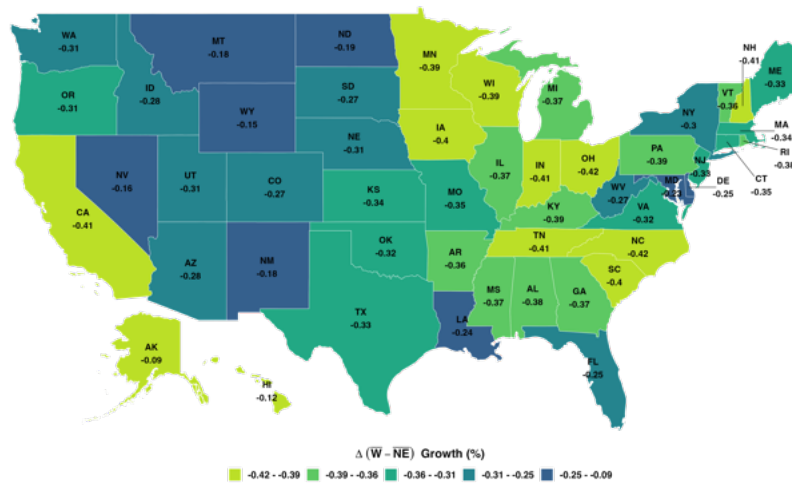 WA
-0.31
MT
-0.18
ND
-0.19
MN
-0.39
NH
-0.41
ME
-0.33
OR
-0.31
ID
-0.28
SD
-0.27
WI
-0.39
MI
-0.37
VT
-0.36
NY
-0.3
MA
-0.34
WY
-0.15
IA
-0.4
RI
-0.38
NV
-0.16
UT
-0.31
CO
-0.27
NE
-0.31
IL
-0.37
IN
-0.41
OH
-0.42
PA
-0.39
NJ
-0.33
CT
-0.35
CA
-0.41
KS
-0.34
MO
-0.35
KY
-0.39
WV
-0.27
VA
-0.32
MD
-0.23
DE
-0.25
AZ
-0.28
NM
-0.18
OK
-0.32
AR
-0.36
TN
-0.41
NC
-0.42
SC
-0.4
TX
-0.33
LA
-0.24
MS
-0.37
AL
-0.38
GA
-0.37
FL
-0.25
AK
-0.09
HI
-0.12
Δ (W̅ – N̅E̅) Growth (%)
-0.42 - -0.39 -0.39 - -0.36 -0.36 - -0.31 -0.31 - -0.25 -0.25 - -0.09